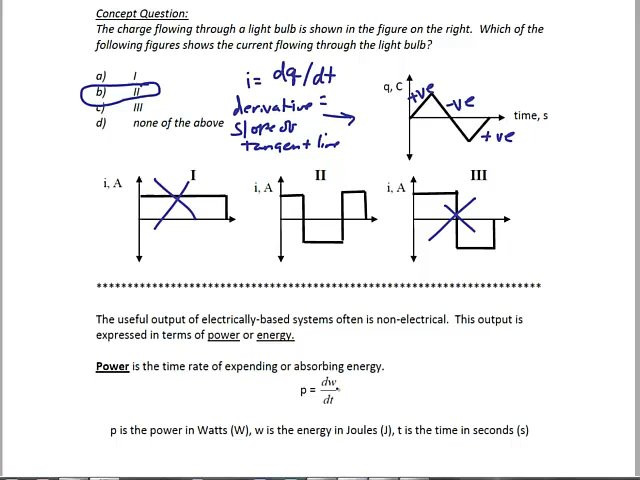 Concept Question:
The charge flowing through a light bulb is shown in the figure on the right. Which of the
following figures shows the current flowing through the light bulb?
a) I
b) II
c) III
d) none of the above
i = dq/dt
derivative =
slope of
tangent line
q, C
+ve
-ve
+ve
time, s
I
i, A
II
i, A
III
i, A
************************************************************************
The useful output of electrically-based systems often is non-electrical. This output is
expressed in terms of power or energy.
Power is the time rate of expending or absorbing energy.
p = dw
dt
p is the power in Watts (W), w is the energy in Joules (J), t is the time in seconds (s)